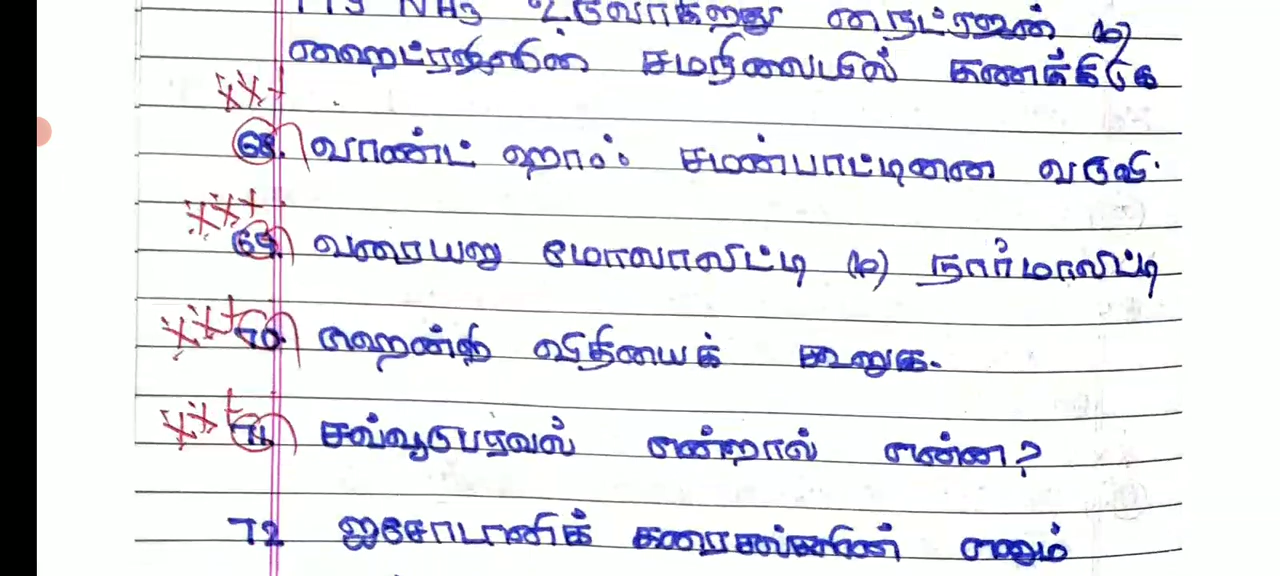 NH3 உருவாகிறது நைட்ரஜன் (ம)
ஹைட்ரஜனின் சமநிலையில் கணக்கிடுக
68. வாண்ட் ஹாஃப் சமன்பாட்டினை வருவி.
69. வரையறு மோலாலிட்டி (ம) நார்மாலிட்டி
70. ஹென்றி விதியைக் கூறுக.
71. சவ்வூடுபரவல் என்றால் என்ன?
72 ஐசோடானிக் கரைசல்களின் எனும்